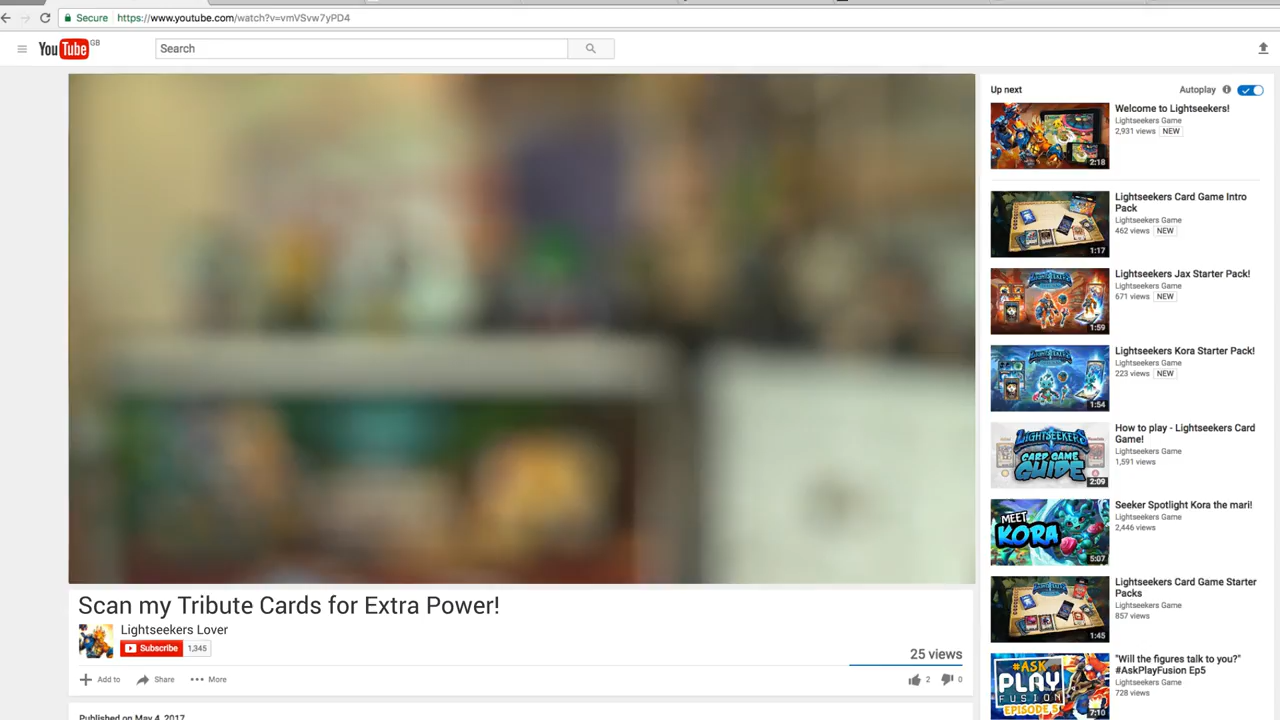 Secure https://www.youtube.com/watch?v=vmVSvw7yPD4
YouTube GB
Search
Scan my Tribute Cards for Extra Power!
Lightseekers Lover
Subscribe 1,345
25 views
Add to Share More
2 0
Published on May 4, 2017
Up next Autoplay
Welcome to Lightseekers!
Lightseekers Game
2,931 views NEW
2:18
Lightseekers Card Game Intro
Pack
Lightseekers Game
462 views NEW
1:17
Lightseekers Jax Starter Pack!
Lightseekers Game
671 views NEW
1:59
Lightseekers Kora Starter Pack!
Lightseekers Game
223 views NEW
1:54
LIGHTSEEKERS
CARD GAME
GUIDE
2:09
How to play - Lightseekers Card
Game!
Lightseekers Game
1,591 views
MEET
KORA
5:07
Seeker Spotlight Kora the mari!
Lightseekers Game
2,446 views
Lightseekers Card Game Starter
Packs
Lightseekers Game
857 views
1:45
#ASK
PLAY
FUSION
EPISODE 5
7:10
"Will the figures talk to you?"
#AskPlayFusion Ep5
Lightseekers Game
728 views